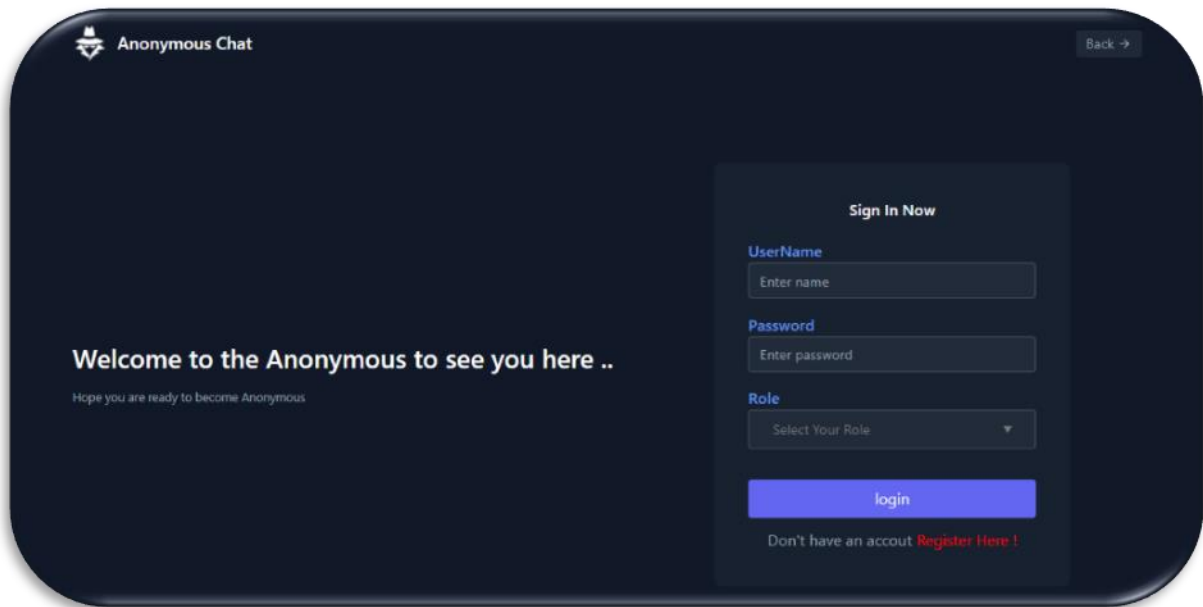 Anonymous Chat
Back →
Sign In Now
UserName
Enter name
Password
Enter password
Welcome to the Anonymous to see you here ..
Hope you are ready to become Anonymous
Role
Select Your Role
login
Don't have an accout Register Here !